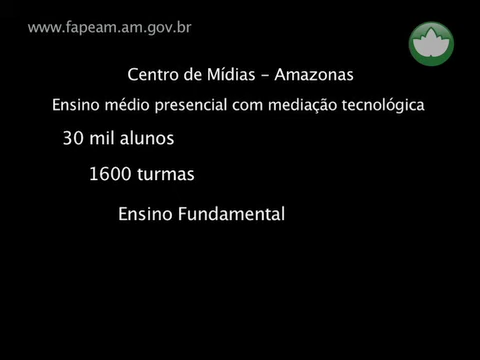 www.fapeam.am.gov.br
Centro de Mídias - Amazonas
Ensino médio presencial com mediação tecnológica
30 mil alunos
1600 turmas
Ensino Fundamental